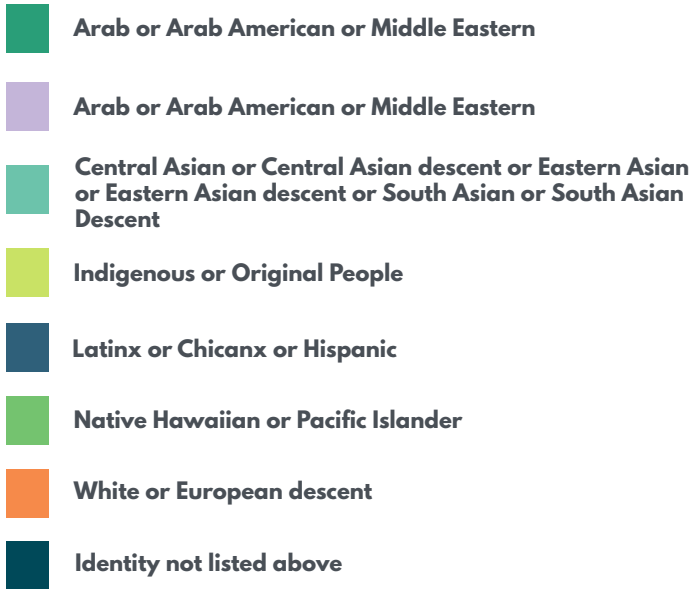 Arab or Arab American or Middle Eastern
Arab or Arab American or Middle Eastern
Central Asian or Central Asian descent or Eastern Asian
or Eastern Asian descent or South Asian or South Asian
Descent
Indigenous or Original People
Latinx or Chicanx or Hispanic
Native Hawaiian or Pacific Islander
White or European descent
Identity not listed above